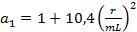 a₁ = 1 + 10,4(r/mL)²